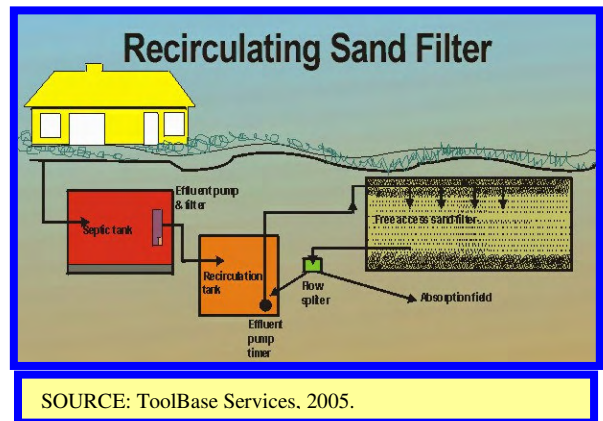 Recirculating Sand Filter
Effluent pump
& filter
Septic tank
Recirculation
tank
Effluent
pump
timer
Flow
spliter
Free access sand filter
Absorption field
SOURCE: ToolBase Services, 2005.